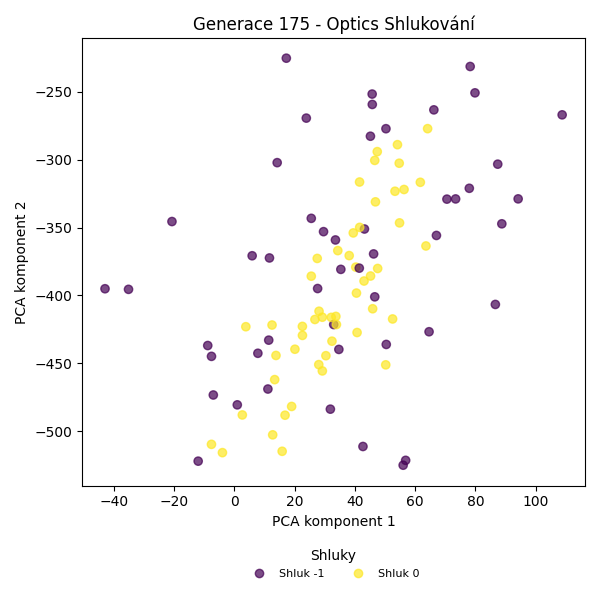 Generace 175 - Optics Shlukování
PCA komponent 2
−250
−300
−350
−400
−450
−500
−40
−20
0
20
40
60
80
100
PCA komponent 1
Shluky
Shluk -1
Shluk 0